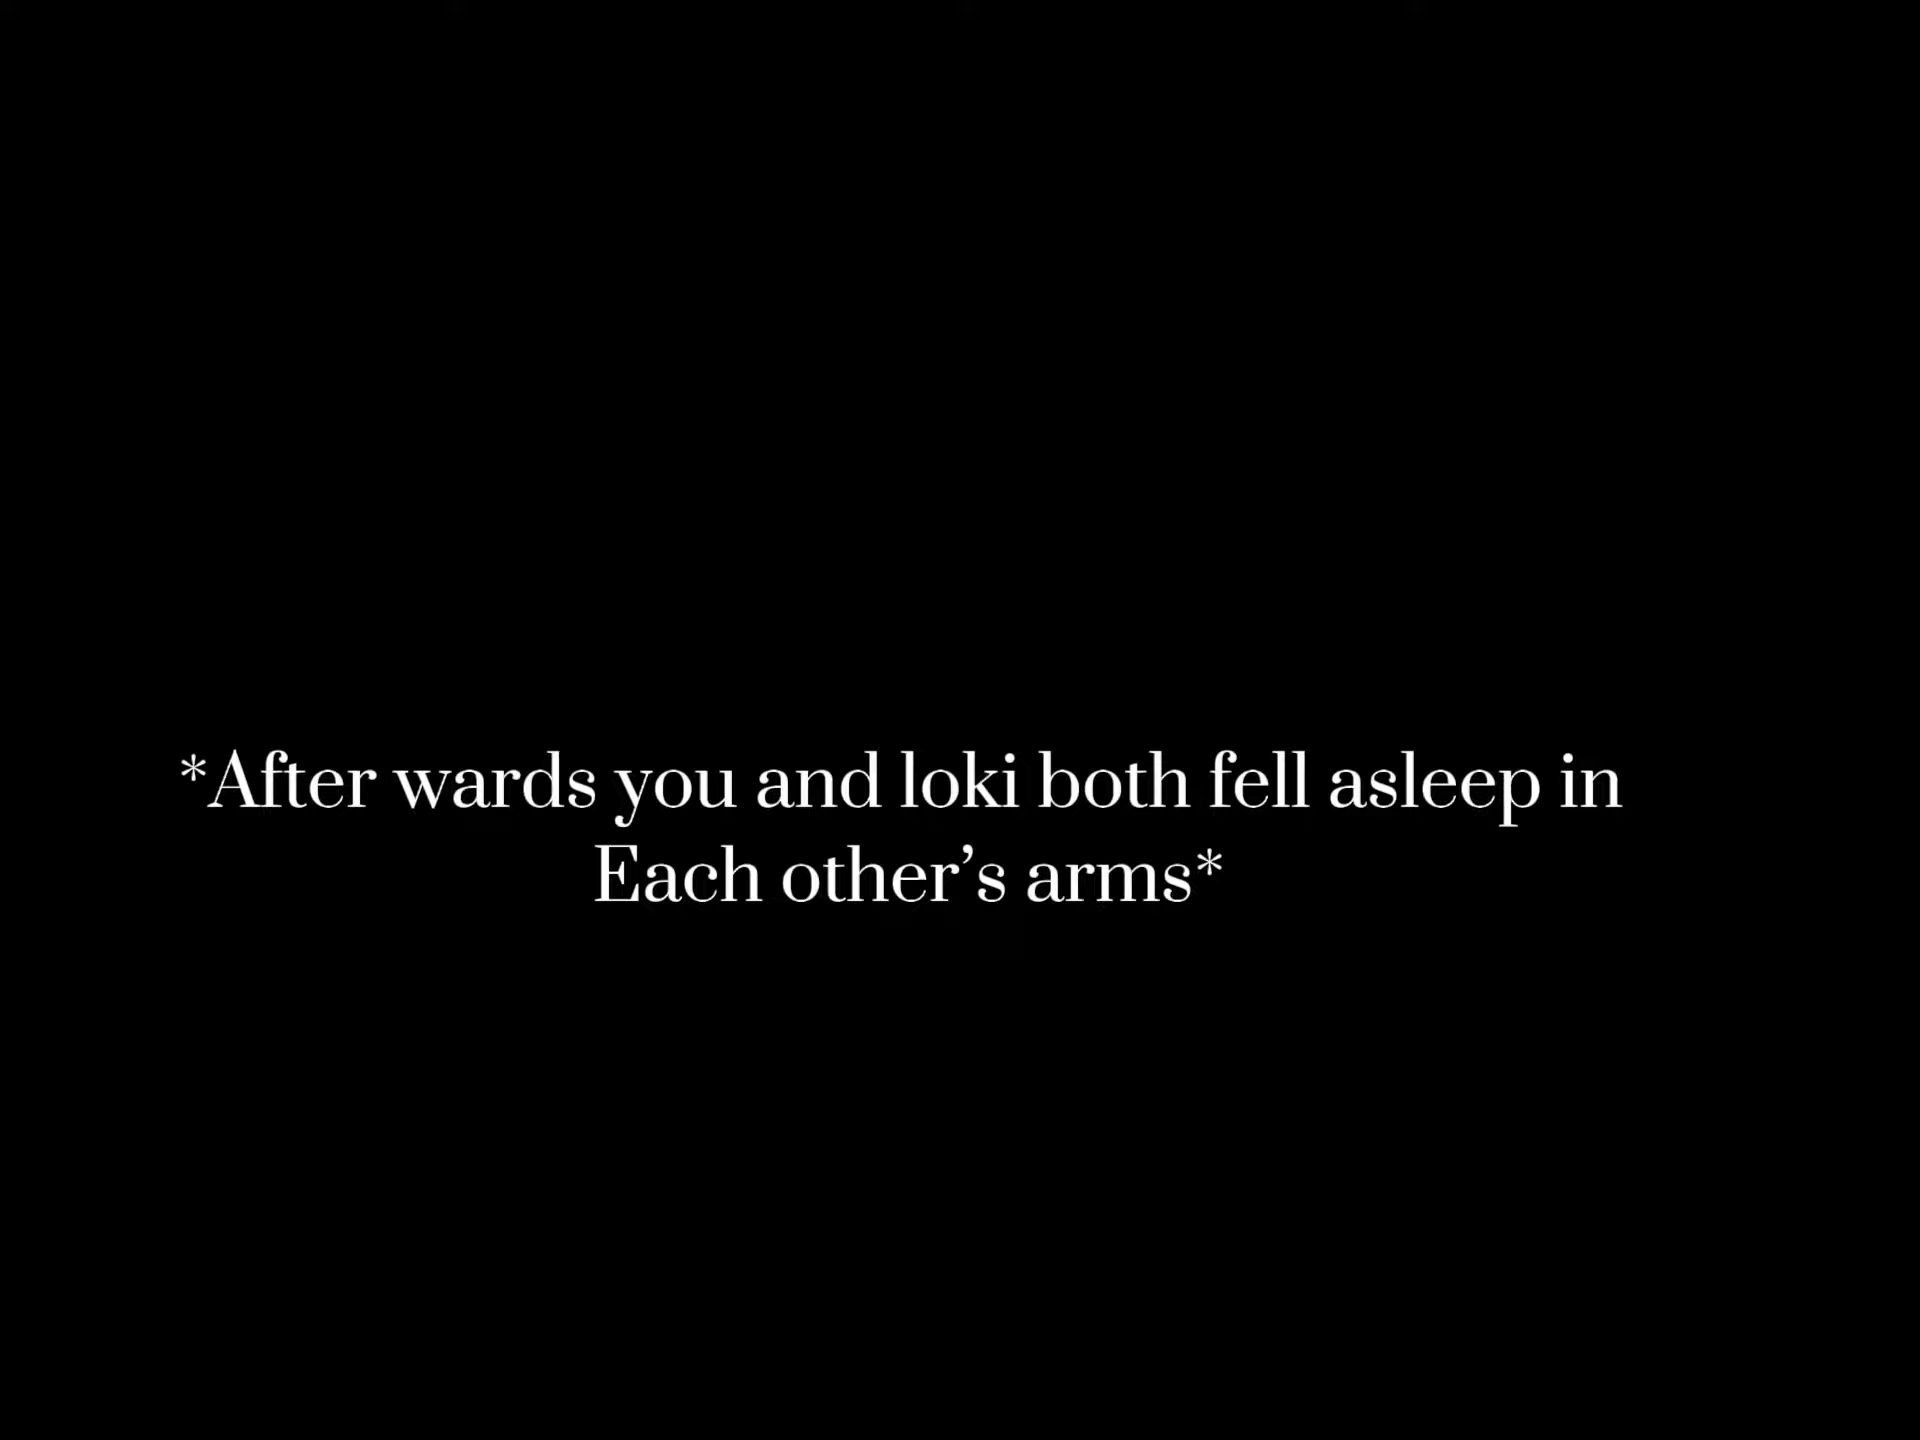 *After wards you and loki both fell asleep in
Each other’s arms*